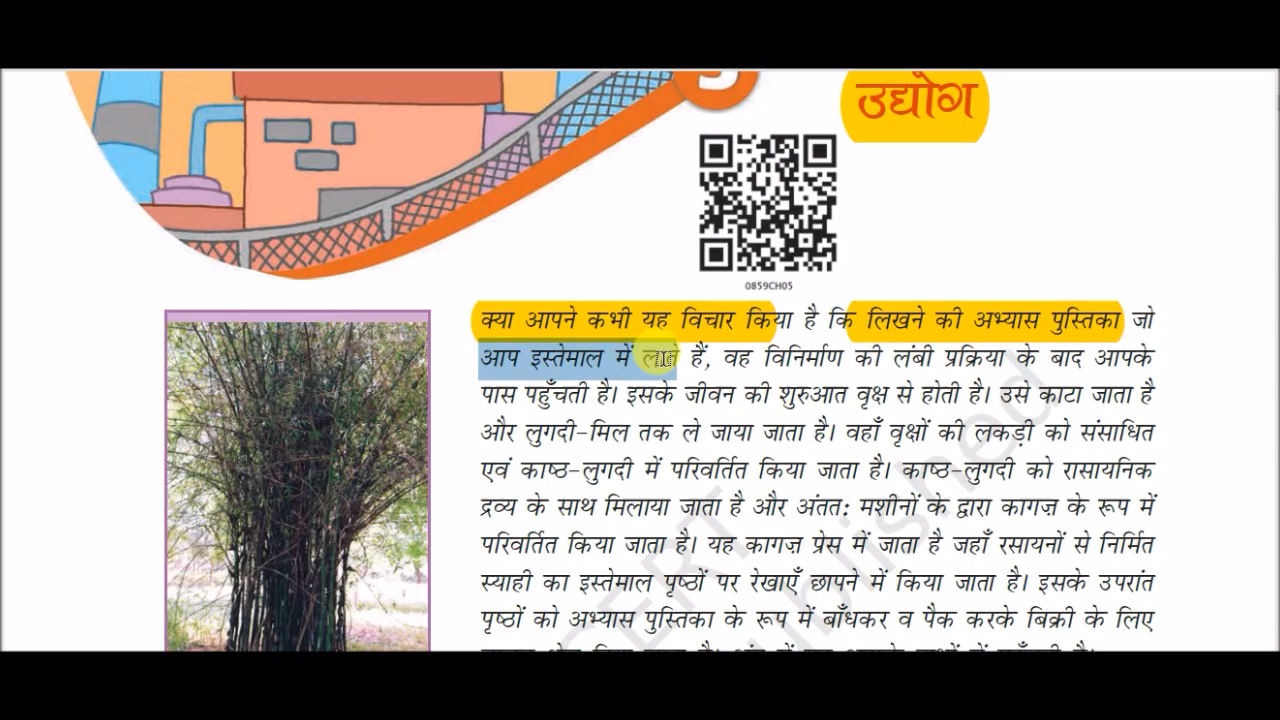 उद्योग
0859CH05
क्या आपने कभी यह विचार किया है कि लिखने की अभ्यास पुस्तिका जो
आप इस्तेमाल में लाते हैं, वह विनिर्माण की लंबी प्रक्रिया के बाद आपके
पास पहुँचती है। इसके जीवन की शुरुआत वृक्ष से होती है। उसे काटा जाता है
और लुगदी-मिल तक ले जाया जाता है। वहाँ वृक्षों की लकड़ी को संसाधित
एवं काष्ठ-लुगदी में परिवर्तित किया जाता है। काष्ठ-लुगदी को रासायनिक
द्रव्य के साथ मिलाया जाता है और अंतत: मशीनों के द्वारा कागज़ के रूप में
परिवर्तित किया जाता है। यह कागज़ प्रेस में जाता है जहाँ रसायनों से निर्मित
स्याही का इस्तेमाल पृष्ठों पर रेखाएँ छापने में किया जाता है। इसके उपरांत
पृष्ठों को अभ्यास पुस्तिका के रूप में बाँधकर व पैक करके बिक्री के लिए